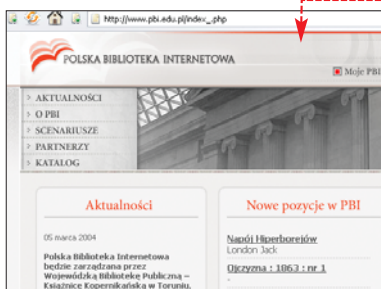 http://www.pbi.edu.pl/index_.php
POLSKA BIBLIOTEKA INTERNETOWA
Moje PBI
> AKTUALNOŚCI
> O PBI
> SCENARIUSZE
> PARTNERZY
> KATALOG
Aktualności
05 marca 2004
Polska Biblioteka Internetowa
będzie zarządzana przez
Wojewódzką Bibliotekę Publiczną –
Książnicę Kopernikańską w Toruniu.
Nowe pozycje w PBI
Napój Hiperborejów
London Jack
Ojczyzna : 1863 : nr 1
-